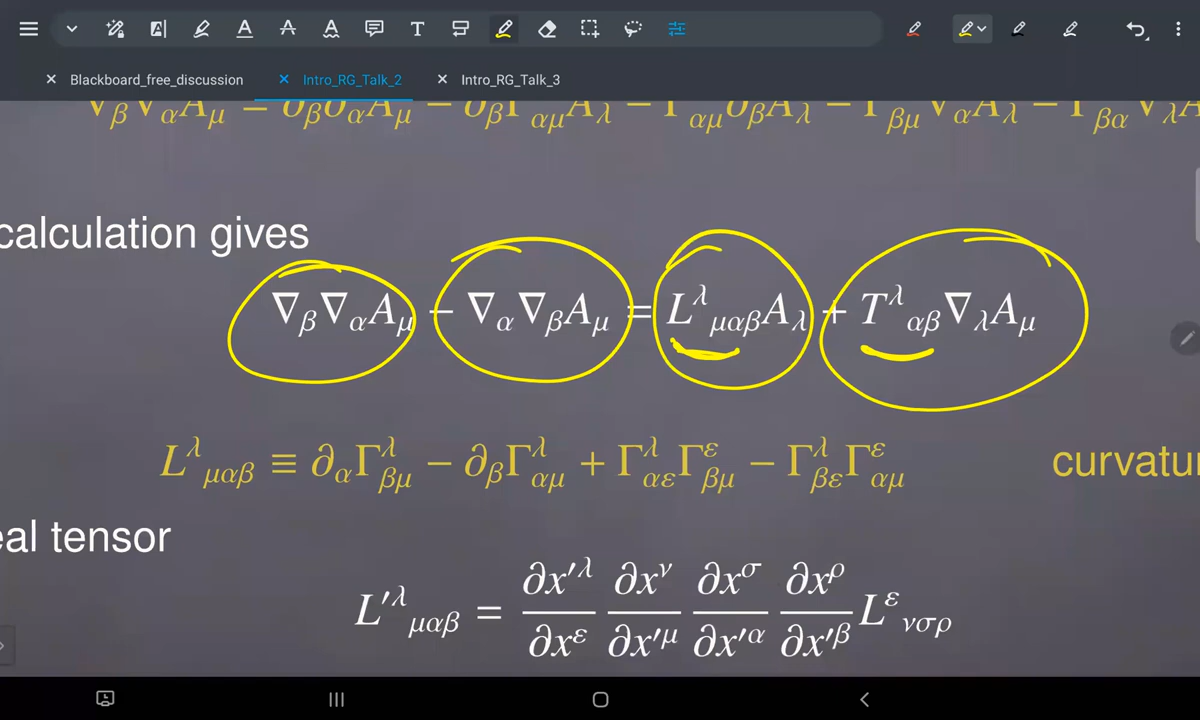 Blackboard_free_discussion Intro_RG_Talk_2 Intro_RG_Talk_3
calculation gives
∇_β∇_αA_μ − ∇_α∇_βA_μ = L^λ_{μαβ}A_λ + T^λ_{αβ}∇_λA_μ
L^λ_{μαβ} ≡ ∂_αΓ^λ_{βμ} − ∂_βΓ^λ_{αμ} + Γ^λ_{αε}Γ^ε_{βμ} − Γ^λ_{βε}Γ^ε_{αμ} curvatur
eal tensor
L′^λ_{μαβ} = ∂x′^λ/∂x^ε ∂x^ν/∂x′^μ ∂x^σ/∂x′^α ∂x^ρ/∂x′^β L^ε_{νσρ}